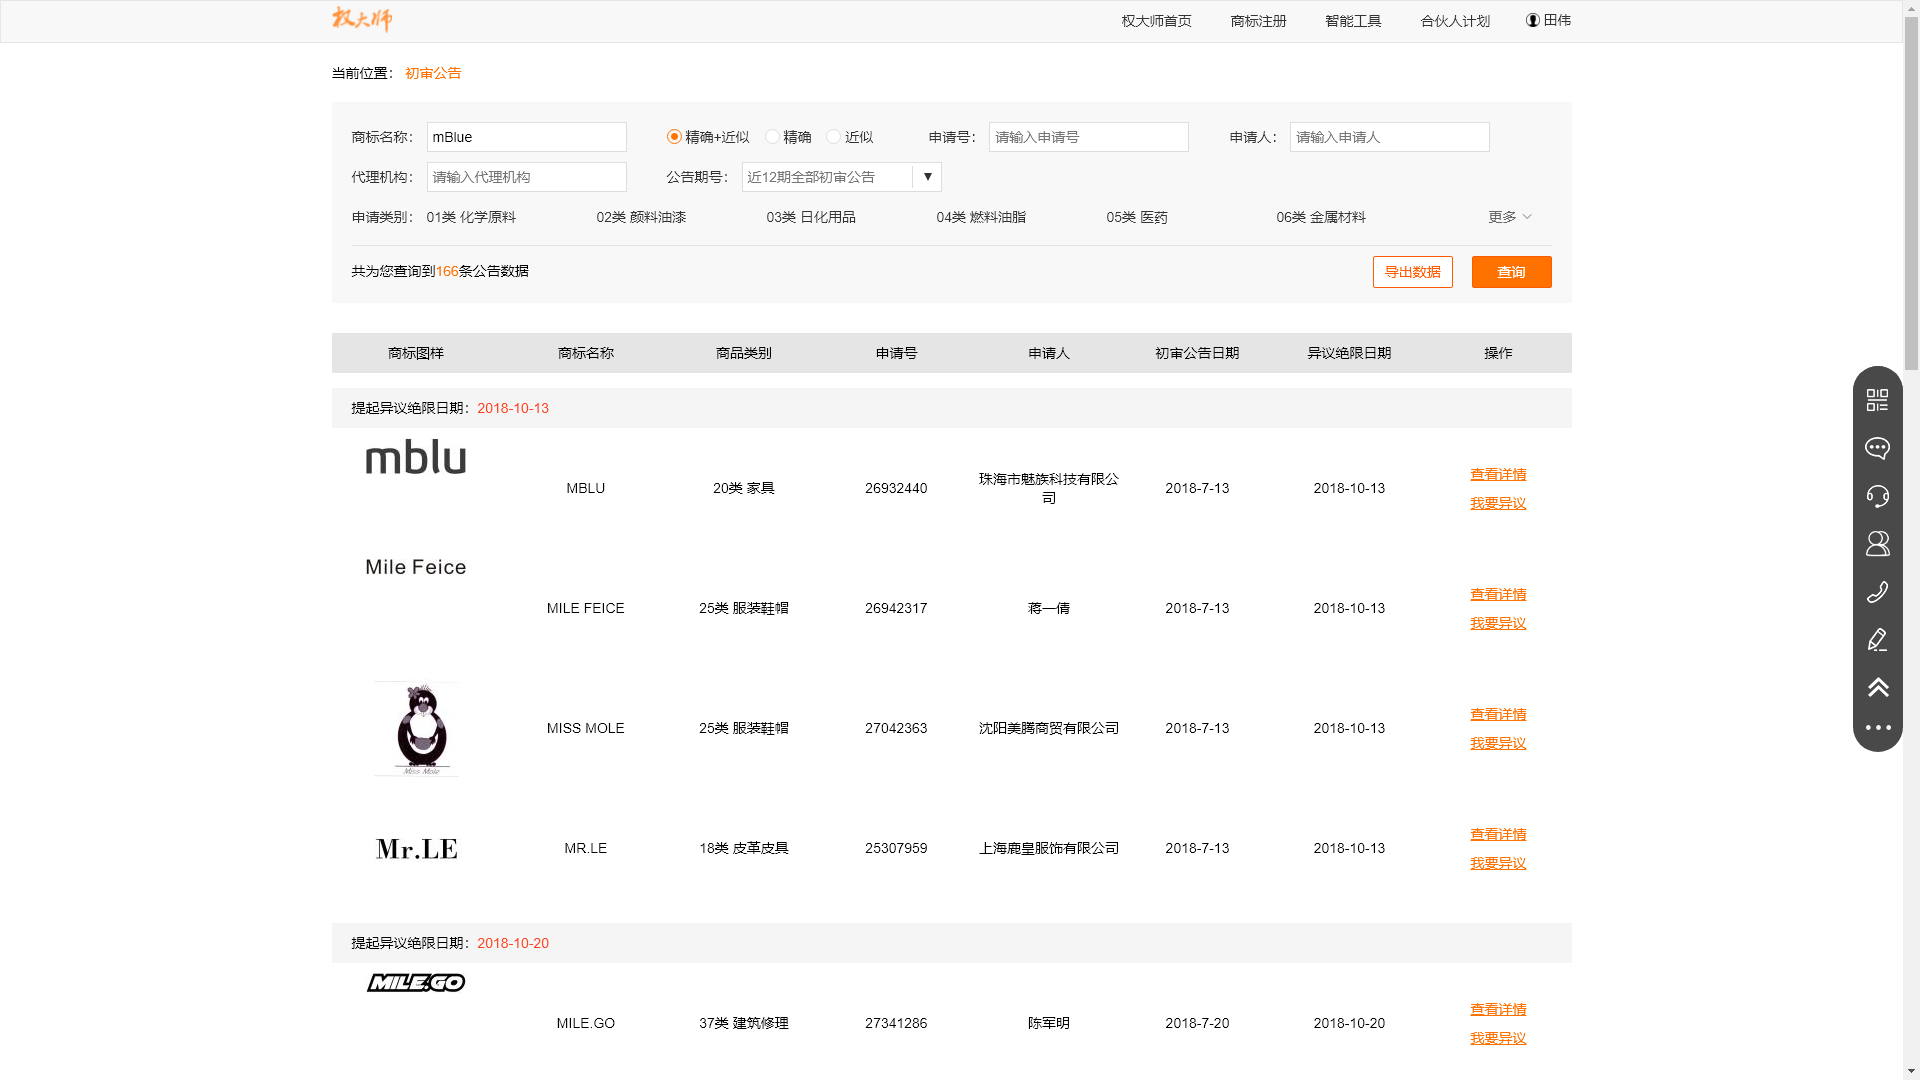 权大师 权大师首页 商标注册 智能工具 合伙人计划 田伟
当前位置： 初审公告
商标名称： mBlue 精确+近似 精确 近似 申请号： 请输入申请号 申请人： 请输入申请人
代理机构： 请输入代理机构 公告期号： 近12期全部初审公告 ▼
申请类别： 01类 化学原料 02类 颜料油漆 03类 日化用品 04类 燃料油脂 05类 医药 06类 金属材料 更多
共为您查询到166条公告数据 导出数据 查询
商标图样 商标名称 商品类别 申请号 申请人 初审公告日期 异议绝限日期 操作
提起异议绝限日期：2018-10-13
mblu MBLU 20类 家具 26932440 珠海市魅族科技有限公
司 2018-7-13 2018-10-13 查看详情
我要异议
Mile Feice MILE FEICE 25类 服装鞋帽 26942317 蒋一倩 2018-7-13 2018-10-13 查看详情
我要异议
Miss Mole MISS MOLE 25类 服装鞋帽 27042363 沈阳美腾商贸有限公司 2018-7-13 2018-10-13 查看详情
我要异议
Mr.LE MR.LE 18类 皮革皮具 25307959 上海鹿皇服饰有限公司 2018-7-13 2018-10-13 查看详情
我要异议
提起异议绝限日期：2018-10-20
MILE.GO MILE.GO 37类 建筑修理 27341286 陈军明 2018-7-20 2018-10-20 查看详情
我要异议